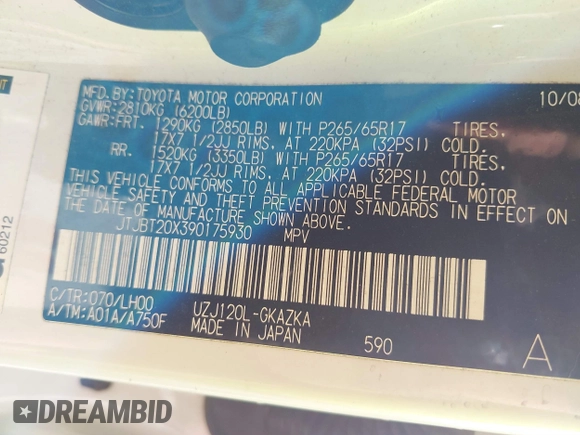 MFD.BY:TOYOTA MOTOR CORPORATION 10/08
GVWR:2810KG (6200LB)
GAWR:FRT. 1290KG (2850LB) WITH P265/65R17 TIRES,
17X7 1/2JJ RIMS, AT 220KPA (32PSI) COLD.
RR. 1520KG (3350LB) WITH P265/65R17 TIRES,
17X7 1/2JJ RIMS, AT 220KPA (32PSI) COLD.
THIS VEHICLE CONFORMS TO ALL APPLICABLE FEDERAL MOTOR
VEHICLE SAFETY AND THEFT PREVENTION STANDARDS IN EFFECT ON
THE DATE OF MANUFACTURE SHOWN ABOVE.
JTJBT20X390175930 MPV
C/TR:070/LH00 UZJ120L-GKAZKA
A/TM:A01A/A750F MADE IN JAPAN 590 A
60212
DREAMBID